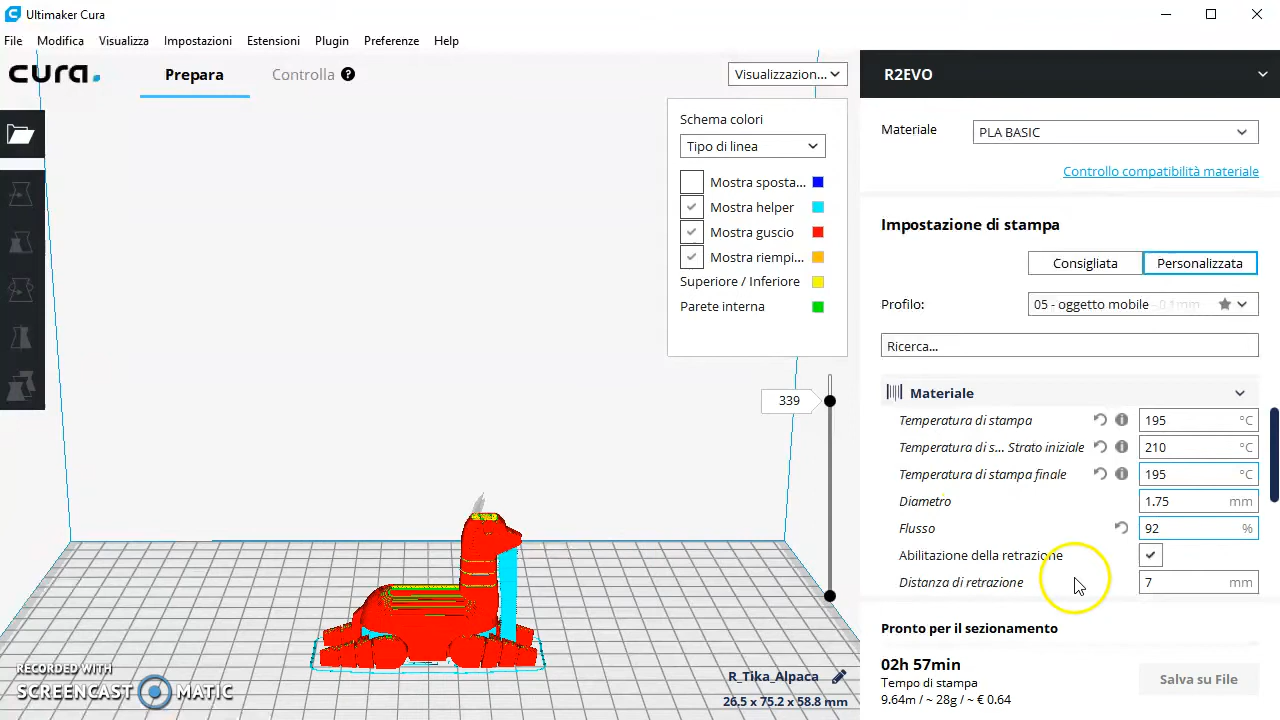 Ultimaker Cura
File Modifica Visualizza Impostazioni Estensioni Plugin Preferenze Help
cura.
Prepara
Controlla ?
Visualizzazion...
Schema colori
Tipo di linea
Mostra sposta...
Mostra helper
Mostra guscio
Mostra riempi...
Superiore / Inferiore
Parete interna
339
R_Tika_Alpaca
26.5 x 75.2 x 58.8 mm
RECORDED WITH
SCREENCAST MATIC
R2EVO
Materiale PLA BASIC
Controllo compatibilità materiale
Impostazione di stampa
Consigliata Personalizzata
Profilo: 05 - oggetto mobile - 0.1mm
Ricerca...
Materiale
Temperatura di stampa 195 °C
Temperatura di s... Strato iniziale 210 °C
Temperatura di stampa finale 195 °C
Diametro 1.75 mm
Flusso 92 %
Abilitazione della retrazione
Distanza di retrazione 7 mm
Pronto per il sezionamento
02h 57min
Tempo di stampa
9.64m / ~ 28g / ~ € 0.64
Salva su File